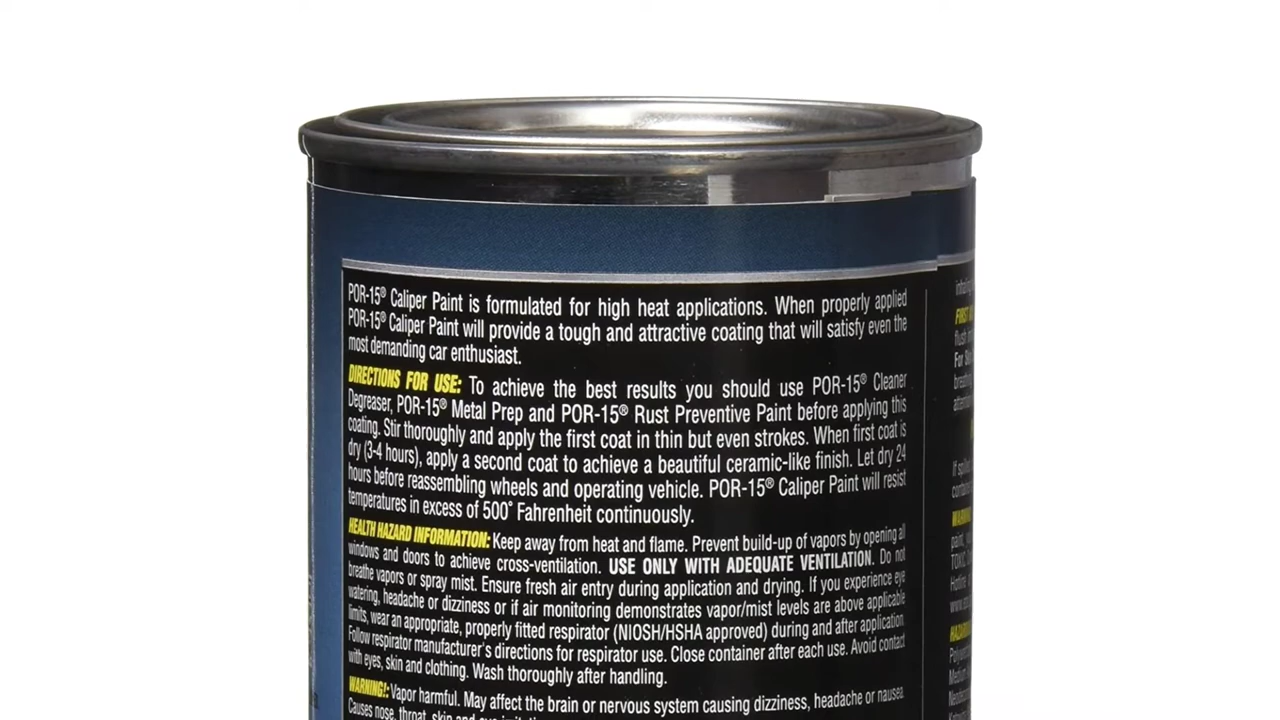 POR-15® Caliper Paint is formulated for high heat applications. When properly applied
POR-15® Caliper Paint will provide a tough and attractive coating that will satisfy even the
most demanding car enthusiast.
DIRECTIONS FOR USE: To achieve the best results you should use POR-15® Cleaner
Degreaser, POR-15® Metal Prep and POR-15® Rust Preventive Paint before applying this
coating. Stir thoroughly and apply the first coat in thin but even strokes. When first coat is
dry (3-4 hours), apply a second coat to achieve a beautiful ceramic-like finish. Let dry 24
hours before reassembling wheels and operating vehicle. POR-15® Caliper Paint will resist
temperatures in excess of 500° Fahrenheit continuously.
HEALTH HAZARD INFORMATION: Keep away from heat and flame. Prevent build-up of vapors by opening all
windows and doors to achieve cross-ventilation. USE ONLY WITH ADEQUATE VENTILATION. Do not
breathe vapors or spray mist. Ensure fresh air entry during application and drying. If you experience eye
watering, headache or dizziness or if air monitoring demonstrates vapor/mist levels are above applicable
limits, wear an appropriate, properly fitted respirator (NIOSH/HSHA approved) during and after application.
Follow respirator manufacturer's directions for respirator use. Close container after each use. Avoid contact
with eyes, skin and clothing. Wash thoroughly after handling.
WARNING!: Vapor harmful. May affect the brain or nervous system causing dizziness, headache or nausea.
Causes nose, throat, skin and eye
FIRST
For
If
paint,
TOXIC